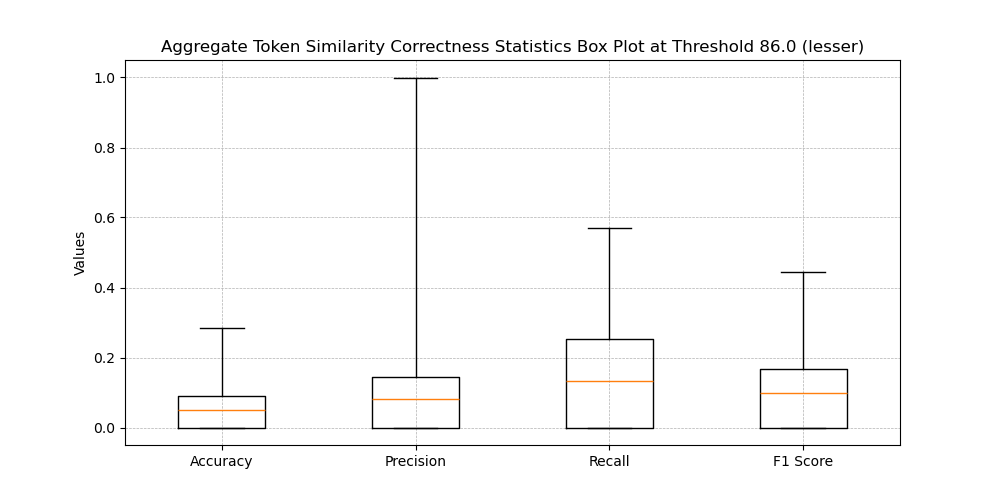 Aggregate Token Similarity Correctness Statistics Box Plot at Threshold 86.0 (lesser)
1.0
0.8
0.6
0.4
0.2
0.0
Values
Accuracy Precision Recall F1 Score